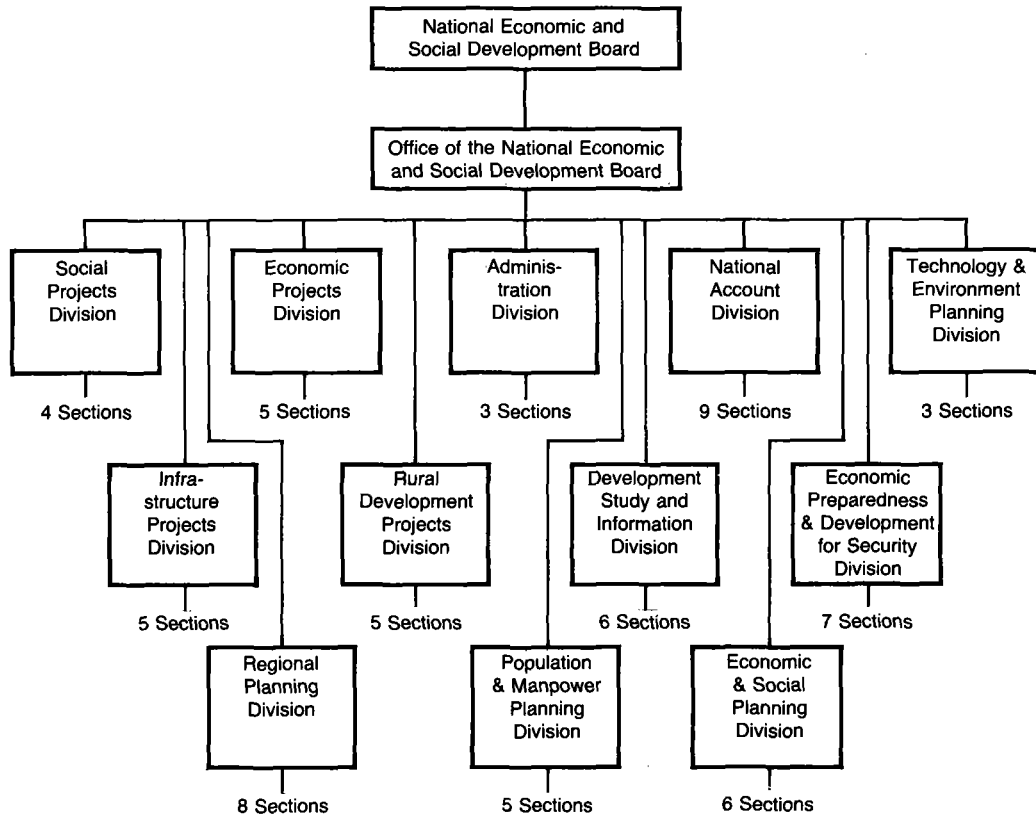 National Economic and
Social Development Board
Office of the National Economic
and Social Development Board
Social
Projects
Division
4 Sections
Economic
Projects
Division
5 Sections
Adminis-
tration
Division
3 Sections
National
Account
Division
9 Sections
Technology &
Environment
Planning
Division
3 Sections
Infra-
structure
Projects
Division
5 Sections
Rural
Development
Projects
Division
5 Sections
Development
Study and
Information
Division
6 Sections
Economic
Preparedness
& Development
for Security
Division
7 Sections
Regional
Planning
Division
8 Sections
Population
& Manpower
Planning
Division
5 Sections
Economic
& Social
Planning
Division
6 Sections